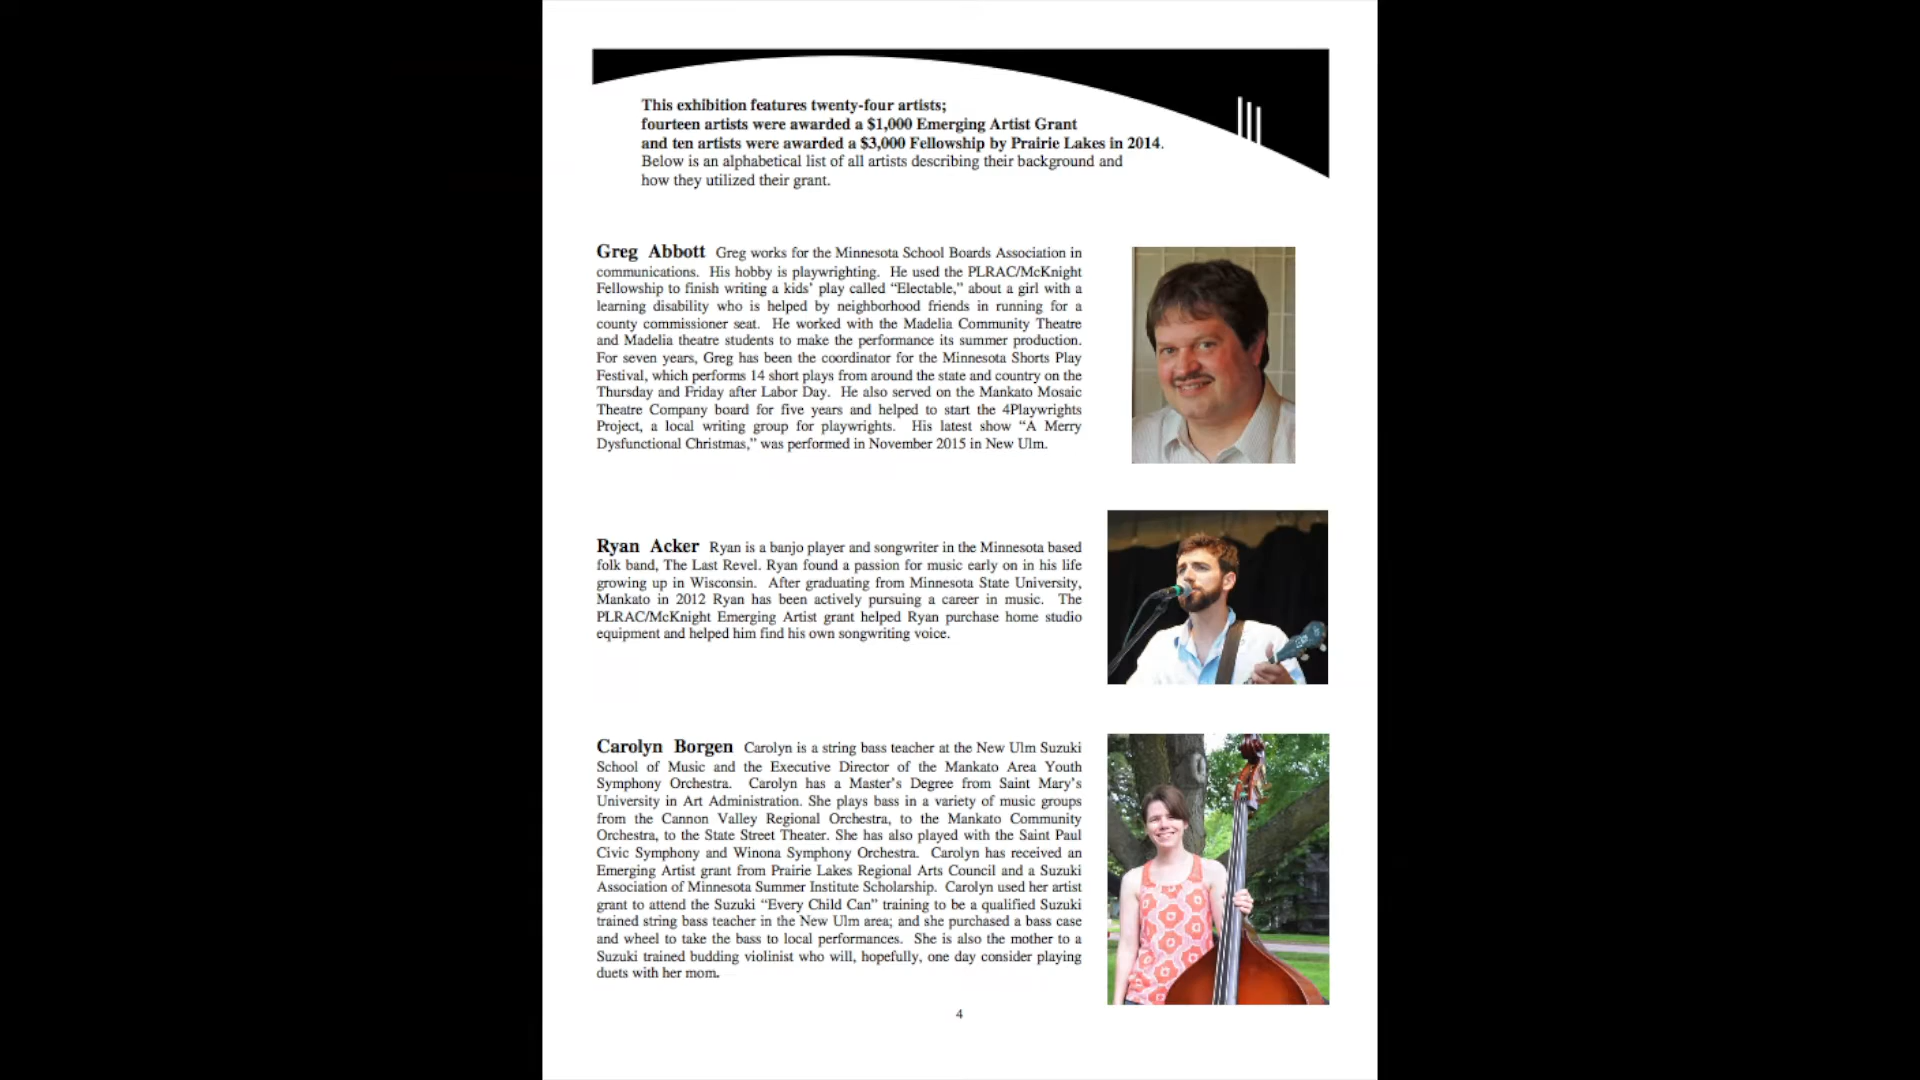 This exhibition features twenty-four artists;
fourteen artists were awarded a $1,000 Emerging Artist Grant
and ten artists were awarded a $3,000 Fellowship by Prairie Lakes in 2014.
Below is an alphabetical list of all artists describing their background and
how they utilized their grant.
Greg Abbott Greg works for the Minnesota School Boards Association in
communications. His hobby is playwrighting. He used the PLRAC/McKnight
Fellowship to finish writing a kids' play called “Electable,” about a girl with a
learning disability who is helped by neighborhood friends in running for a
county commissioner seat. He worked with the Madelia Community Theatre
and Madelia theatre students to make the performance its summer production.
For seven years, Greg has been the coordinator for the Minnesota Shorts Play
Festival, which performs 14 short plays from around the state and country on the
Thursday and Friday after Labor Day. He also served on the Mankato Mosaic
Theatre Company board for five years and helped to start the 4Playwrights
Project, a local writing group for playwrights. His latest show “A Merry
Dysfunctional Christmas,” was performed in November 2015 in New Ulm.
Ryan Acker Ryan is a banjo player and songwriter in the Minnesota based
folk band, The Last Revel. Ryan found a passion for music early on in his life
growing up in Wisconsin. After graduating from Minnesota State University,
Mankato in 2012 Ryan has been actively pursuing a career in music. The
PLRAC/McKnight Emerging Artist grant helped Ryan purchase home studio
equipment and helped him find his own songwriting voice.
Carolyn Borgen Carolyn is a string bass teacher at the New Ulm Suzuki
School of Music and the Executive Director of the Mankato Area Youth
Symphony Orchestra. Carolyn has a Master's Degree from Saint Mary's
University in Art Administration. She plays bass in a variety of music groups
from the Cannon Valley Regional Orchestra, to the Mankato Community
Orchestra, to the State Street Theater. She has also played with the Saint Paul
Civic Symphony and Winona Symphony Orchestra. Carolyn has received an
Emerging Artist grant from Prairie Lakes Regional Arts Council and a Suzuki
Association of Minnesota Summer Institute Scholarship. Carolyn used her artist
grant to attend the Suzuki “Every Child Can” training to be a qualified Suzuki
trained string bass teacher in the New Ulm area; and she purchased a bass case
and wheel to take the bass to local performances. She is also the mother to a
Suzuki trained budding violinist who will, hopefully, one day consider playing
duets with her mom.
4